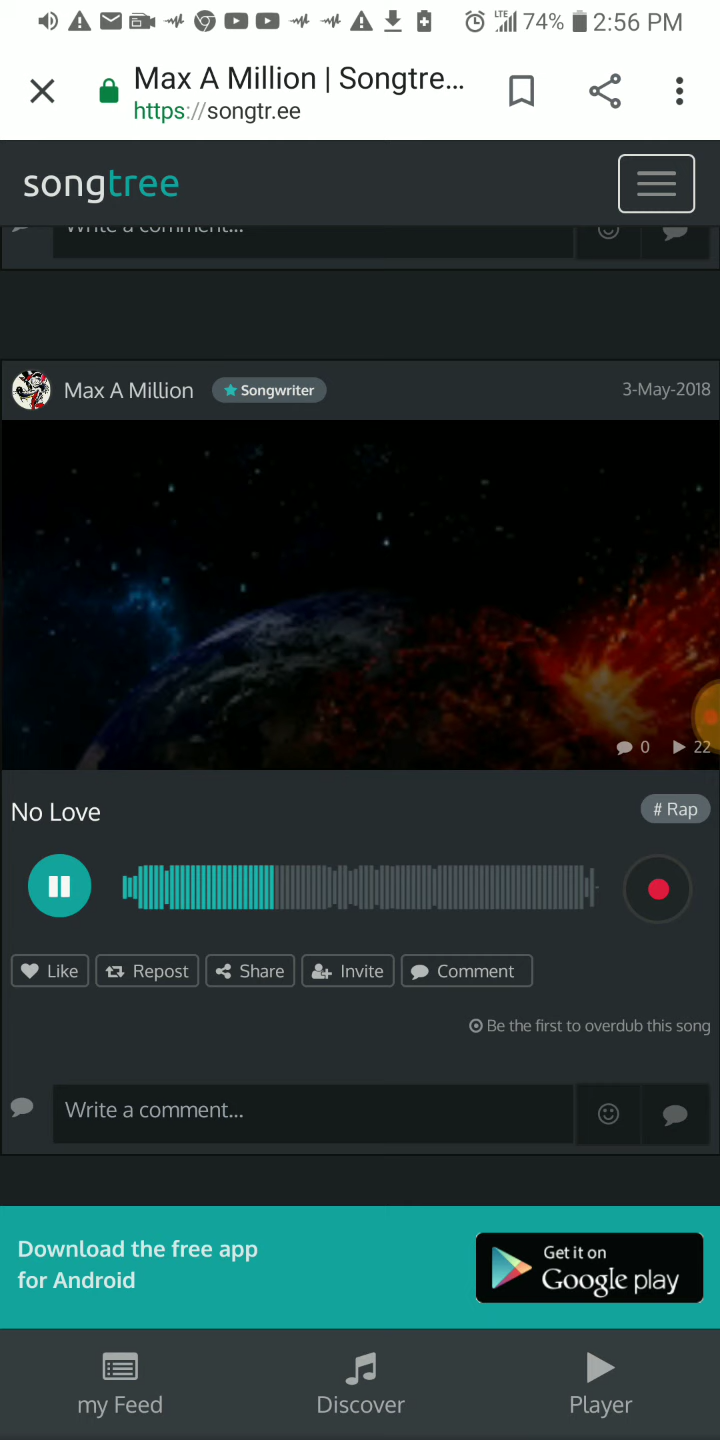 74% 2:56 PM
Max A Million | Songtre...
https://songtr.ee
songtree
Write a comment...
Max A Million
Songwriter
3-May-2018
0 22
No Love
# Rap
Like Repost Share Invite Comment
Be the first to overdub this song
Write a comment...
Download the free app
for Android
Get it on
Google play
my Feed Discover Player